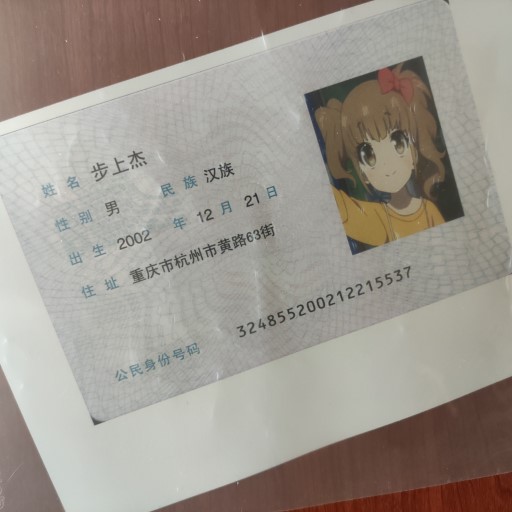 姓名 步上杰
性别 男 民族 汉族
出生 2002 年 12 月 21 日
住址 重庆市杭州市黄路63街
公民身份号码 324855200212215537